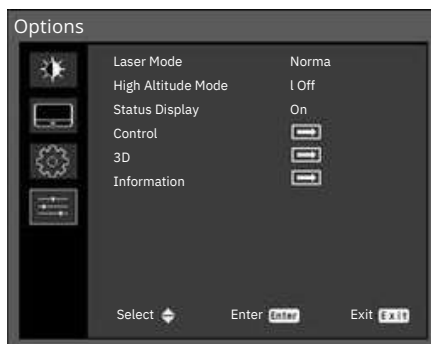 Options
Laser Mode Norma
High Altitude Mode l Off
Status Display On
Control
3D
Information
Select Enter Enter Exit Exit